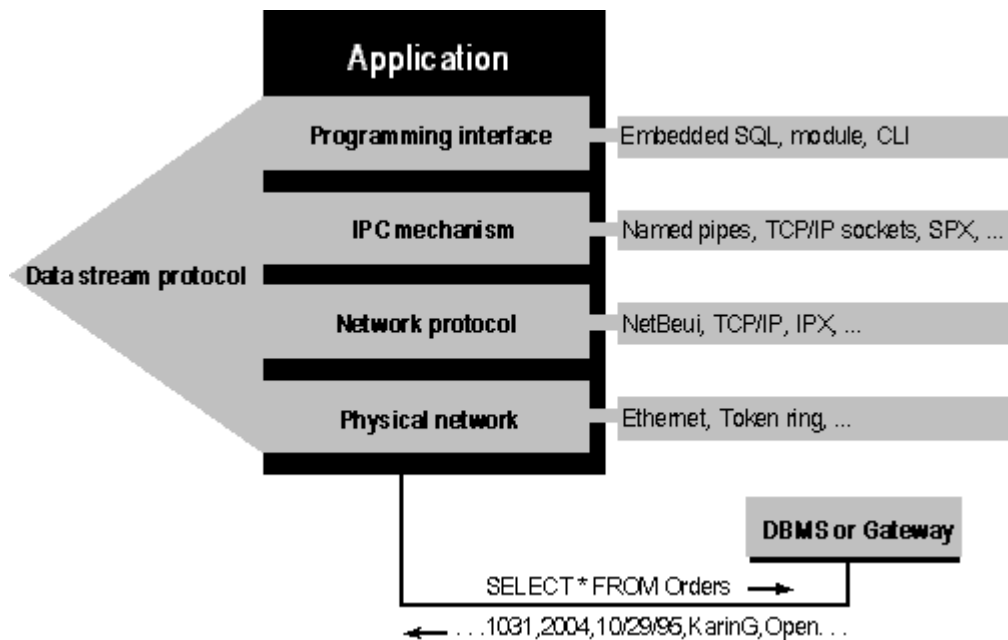 Application
Programming interface
Embedded SQL, module, CLI
IPC mechanism
Named pipes, TCP/IP sockets, SPX, ...
Data stream protocol
Network protocol
NetBeui, TCP/IP, IPX, ...
Physical network
Ethernet, Token ring, ...
DBMS or Gateway
SELECT * FROM Orders
. . .1031,2004,10/29/95,KarinG,Open. . .